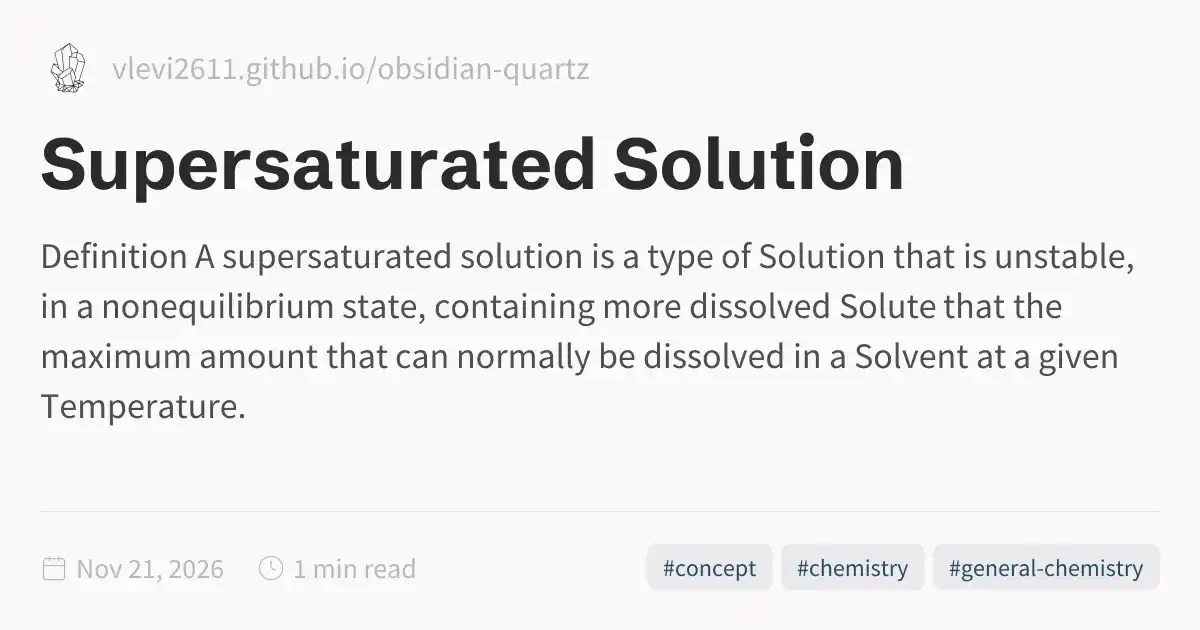 vlevi2611.github.io/obsidian-quartz
Supersaturated Solution
Definition A supersaturated solution is a type of Solution that is unstable,
in a nonequilibrium state, containing more dissolved Solute that the
maximum amount that can normally be dissolved in a Solvent at a given
Temperature.
Nov 21, 2026 1 min read #concept #chemistry #general-chemistry